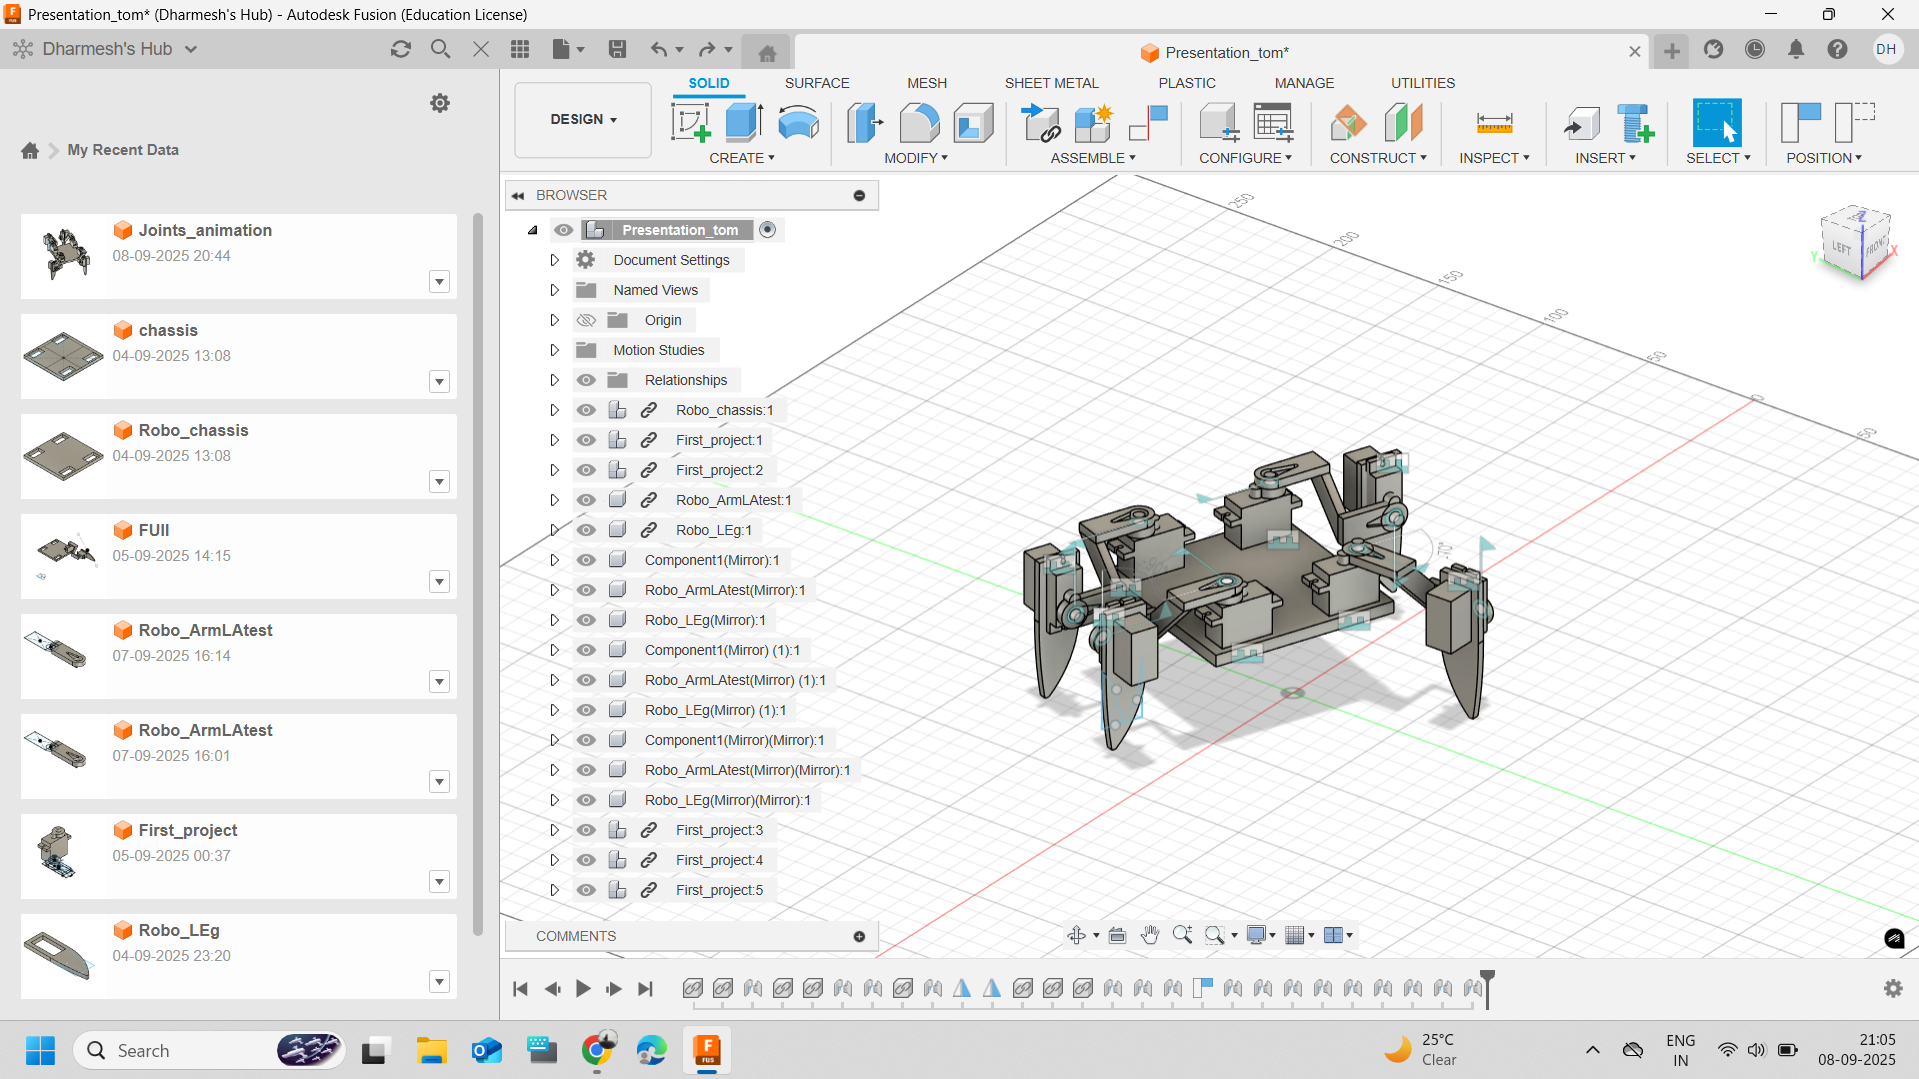 Presentation_tom* (Dharmesh's Hub) - Autodesk Fusion (Education License)
Dharmesh's Hub
Presentation_tom*
DH
SOLID
SURFACE
MESH
SHEET METAL
PLASTIC
MANAGE
UTILITIES
DESIGN
CREATE
MODIFY
ASSEMBLE
CONFIGURE
CONSTRUCT
INSPECT
INSERT
SELECT
POSITION
My Recent Data
Joints_animation
08-09-2025 20:44
chassis
04-09-2025 13:08
Robo_chassis
04-09-2025 13:08
FUll
05-09-2025 14:15
Robo_ArmLAtest
07-09-2025 16:14
Robo_ArmLAtest
07-09-2025 16:01
First_project
05-09-2025 00:37
Robo_LEg
04-09-2025 23:20
BROWSER
Presentation_tom
Document Settings
Named Views
Origin
Motion Studies
Relationships
Robo_chassis:1
First_project:1
First_project:2
Robo_ArmLAtest:1
Robo_LEg:1
Component1(Mirror):1
Robo_ArmLAtest(Mirror):1
Robo_LEg(Mirror):1
Component1(Mirror) (1):1
Robo_ArmLAtest(Mirror) (1):1
Robo_LEg(Mirror) (1):1
Component1(Mirror)(Mirror):1
Robo_ArmLAtest(Mirror)(Mirror):1
Robo_LEg(Mirror)(Mirror):1
First_project:3
First_project:4
First_project:5
COMMENTS
250
200
150
100
50
0
50
Z
LEFT
FRONT
Y
X
-70°
Search
FUS
25°C
Clear
ENG
IN
21:05
08-09-2025